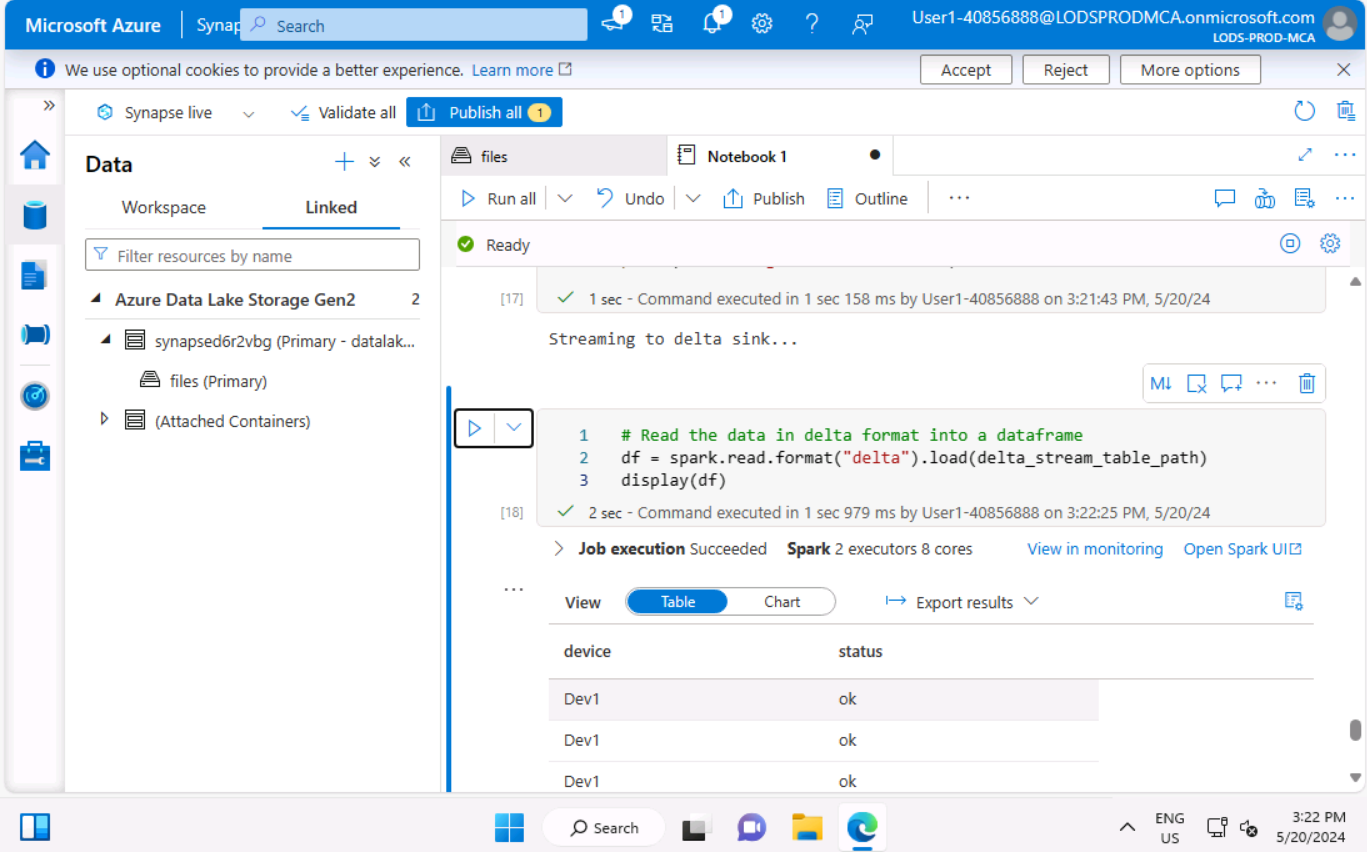 Microsoft Azure
Synap
Search
1
1
User1-40856888@LODSPRODMCA.onmicrosoft.com
LODS-PROD-MCA
We use optional cookies to provide a better experience. Learn more
Accept
Reject
More options
Synapse live
Validate all
Publish all 1
Data
files
Notebook 1
Workspace
Linked
Run all
Undo
Publish
Outline
Filter resources by name
Ready
Azure Data Lake Storage Gen2 2
synapsed6r2vbg (Primary - datalak...
files (Primary)
(Attached Containers)
[17] 1 sec - Command executed in 1 sec 158 ms by User1-40856888 on 3:21:43 PM, 5/20/24
Streaming to delta sink...
M↓
1 # Read the data in delta format into a dataframe
2 df = spark.read.format("delta").load(delta_stream_table_path)
3 display(df)
[18] 2 sec - Command executed in 1 sec 979 ms by User1-40856888 on 3:22:25 PM, 5/20/24
Job execution Succeeded Spark 2 executors 8 cores View in monitoring Open Spark UI
View Table Chart Export results
device status
Dev1 ok
Dev1 ok
Dev1 ok
Search
ENG
US
3:22 PM
5/20/2024